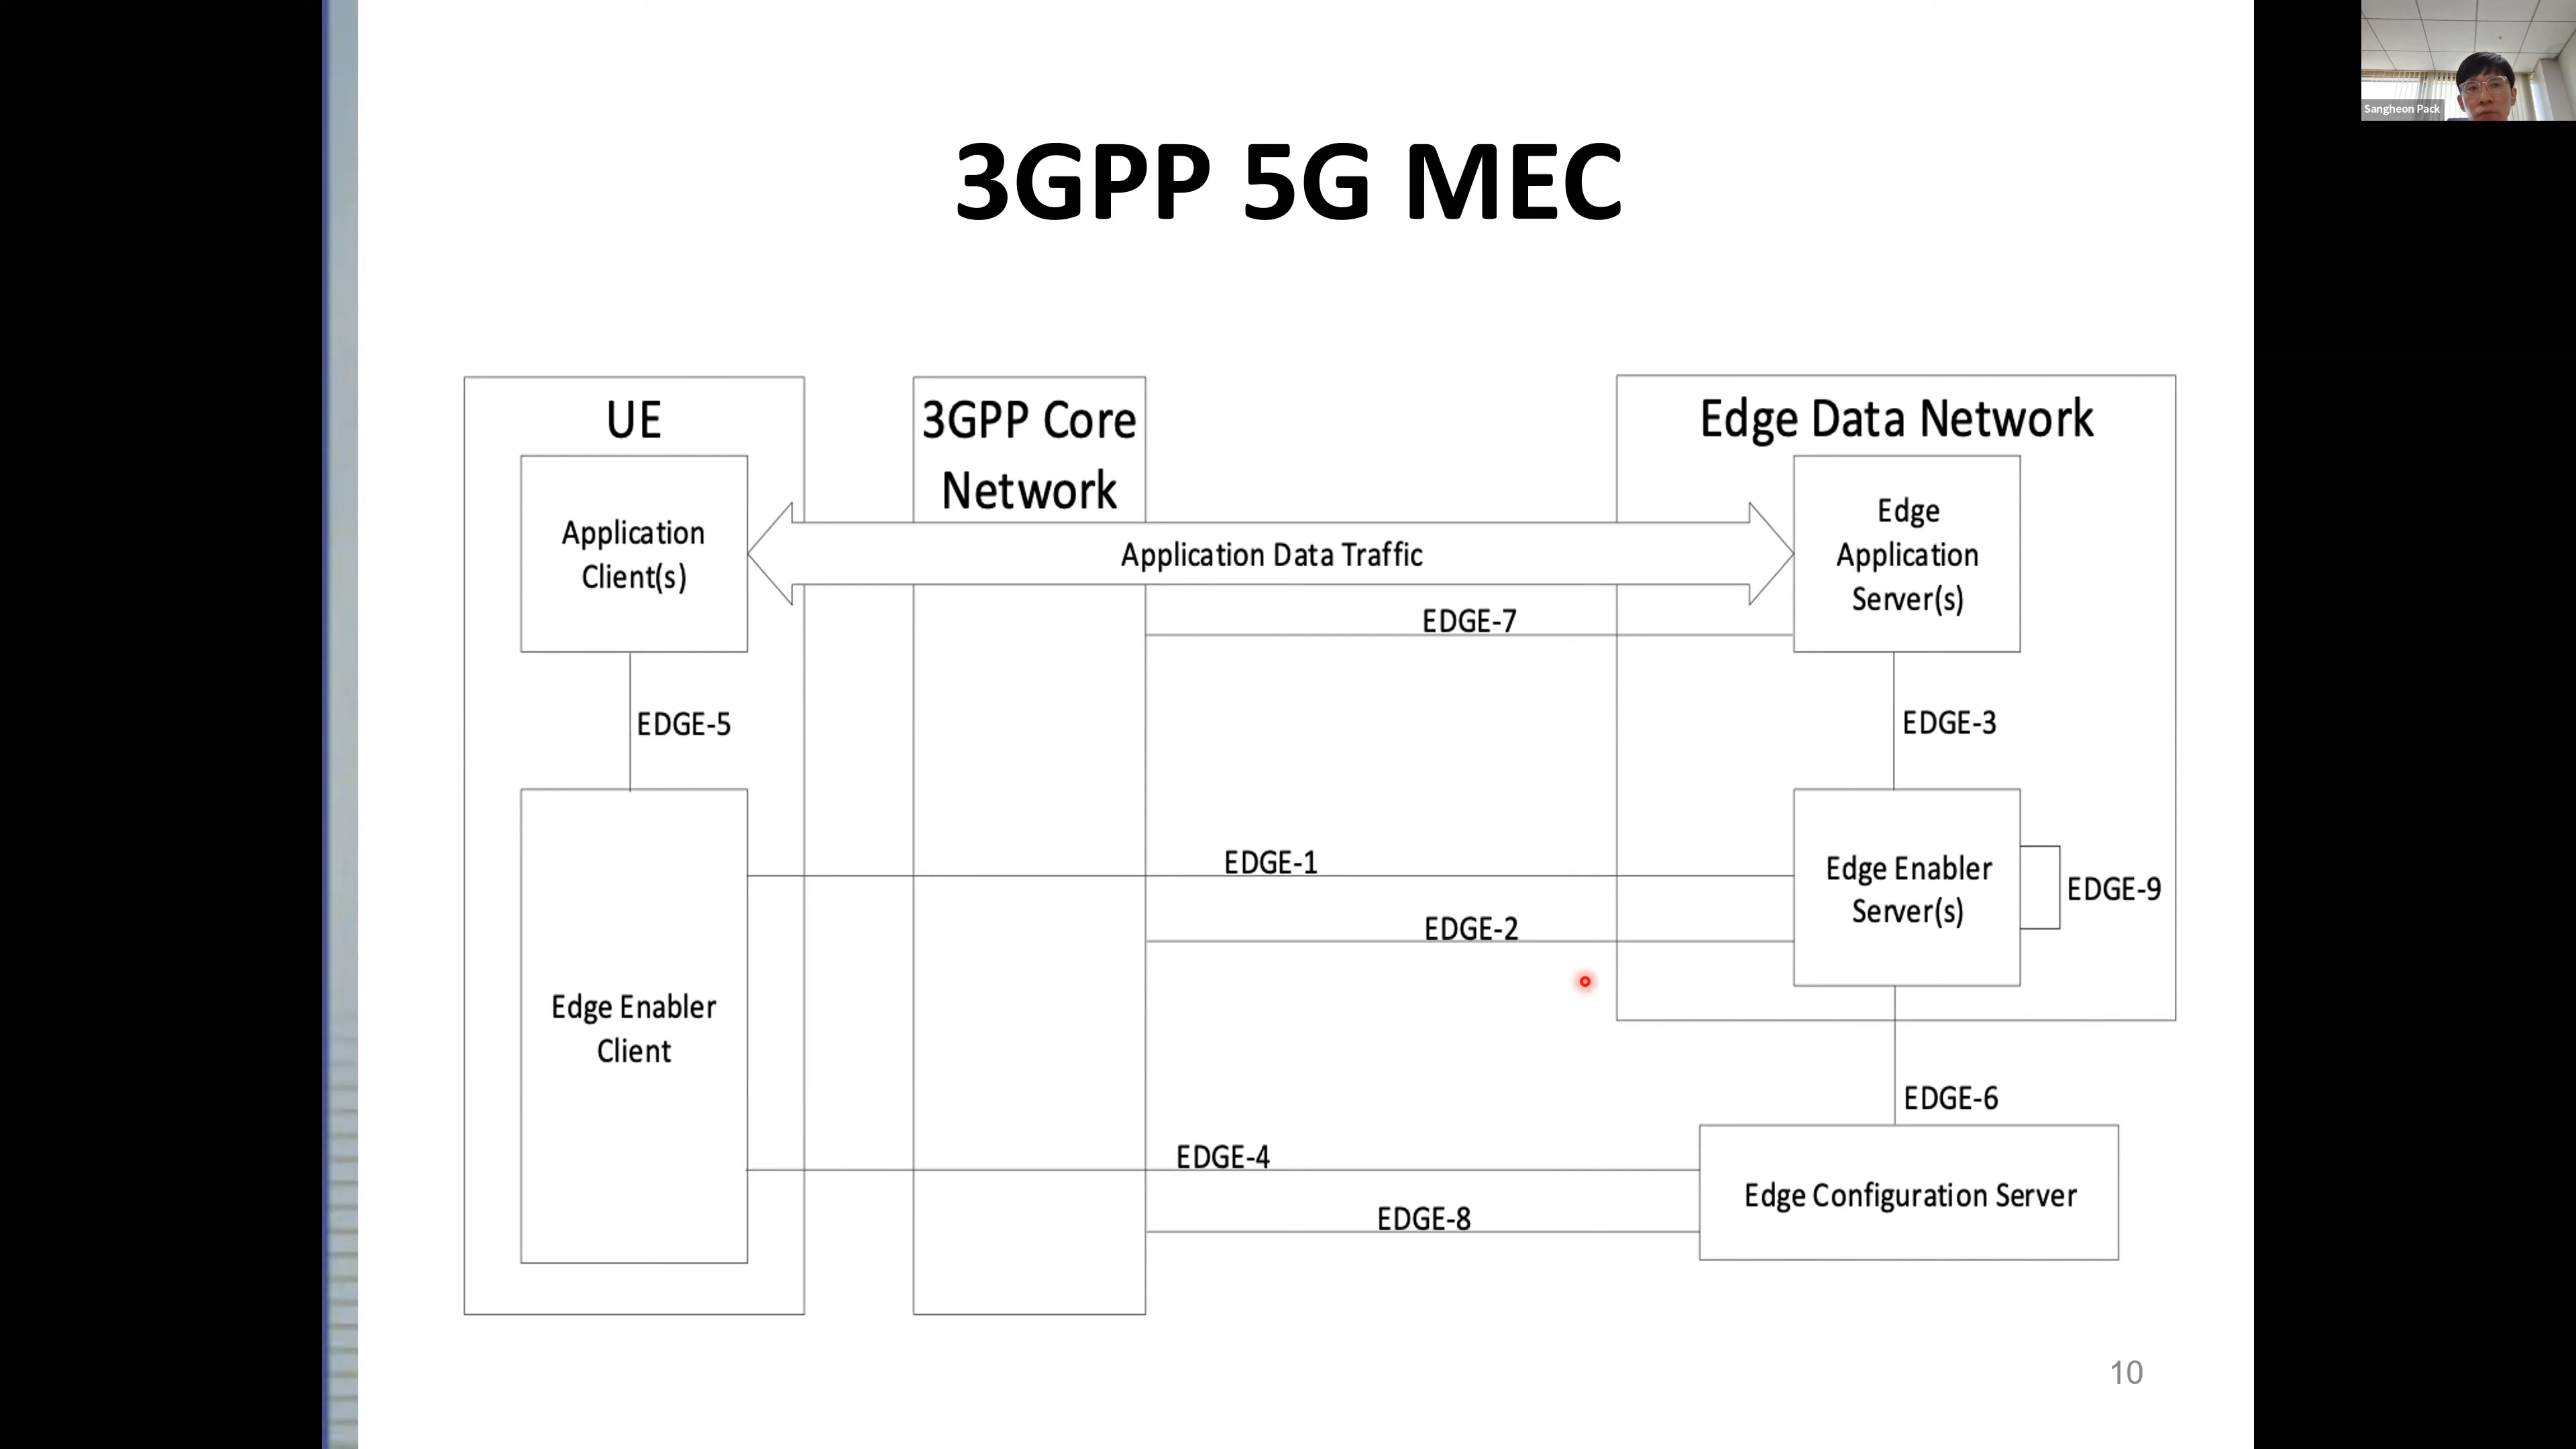 Sangheon Pack
3GPP 5G MEC
UE
3GPP Core
Network
Edge Data Network
Application
Client(s)
Application Data Traffic
Edge
Application
Server(s)
EDGE-7
EDGE-5
EDGE-3
EDGE-1
EDGE-2
Edge Enabler
Server(s)
EDGE-9
Edge Enabler
Client
EDGE-6
EDGE-4
EDGE-8
Edge Configuration Server
10